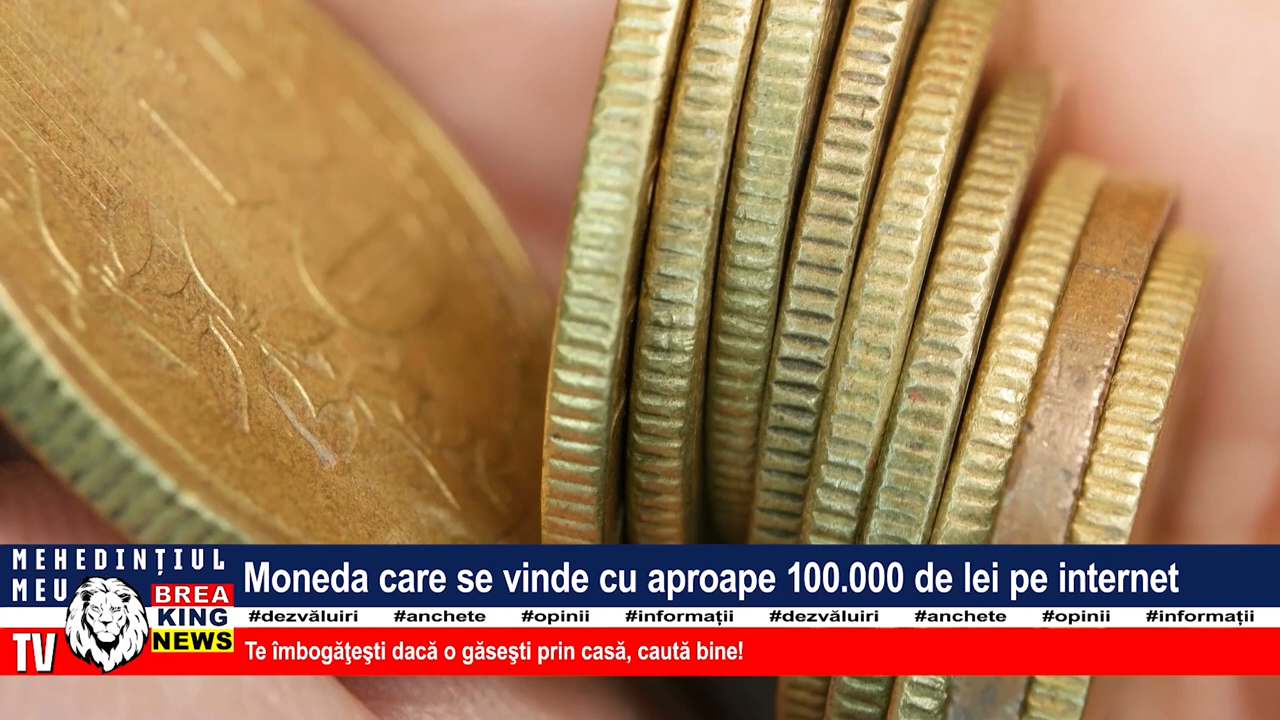 MEHEDINȚIUL
MEU
TV
BREA
KING
NEWS
Moneda care se vinde cu aproape 100.000 de lei pe internet
#dezvăluiri #anchete #opinii #informații #dezvăluiri #anchete #opinii #informații
Te îmbogăţeşti dacă o găseşti prin casă, caută bine!